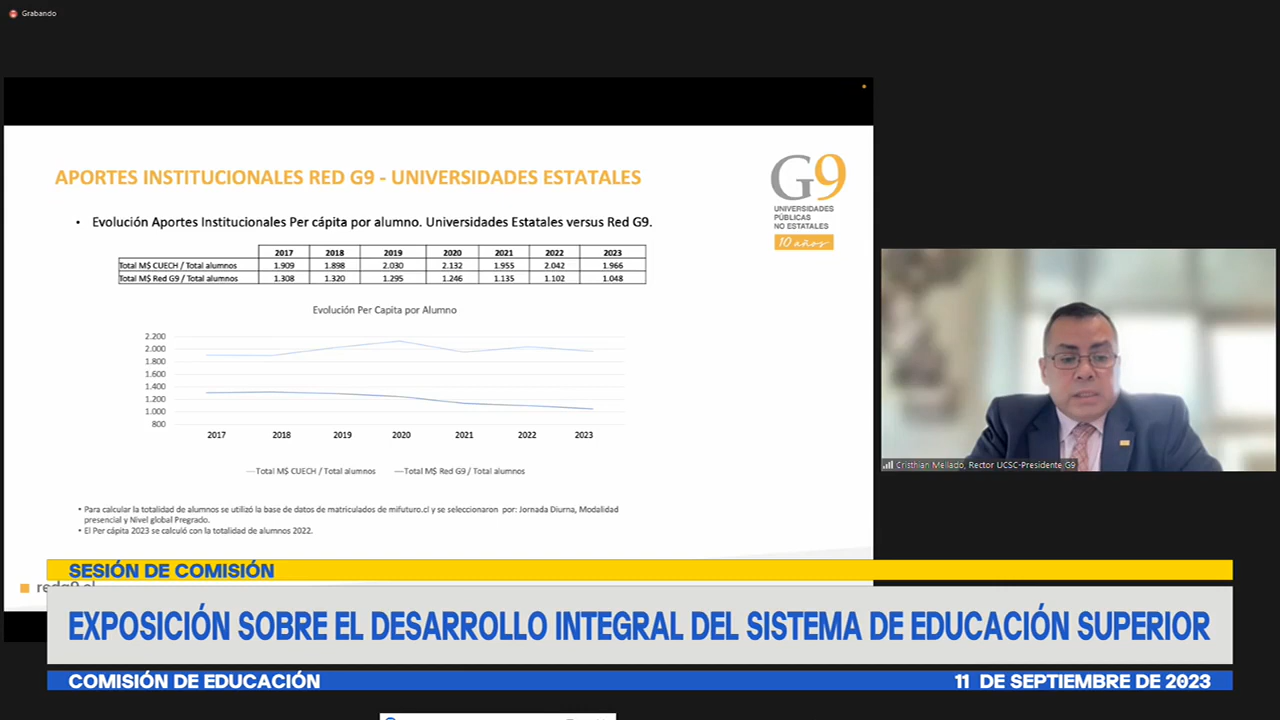 Grabando
APORTES INSTITUCIONALES RED G9 - UNIVERSIDADES ESTATALES
G9
UNIVERSIDADES
PÚBLICAS
NO ESTATALES
10 años
• Evolución Aportes Institucionales Per cápita por alumno. Universidades Estatales versus Red G9.
2017 2018 2019 2020 2021 2022 2023
Total M$ CUECH / Total alumnos 1.909 1.898 2.030 2.132 1.955 2.042 1.966
Total M$ Red G9 / Total alumnos 1.308 1.320 1.295 1.246 1.135 1.102 1.048
Evolución Per Capita por Alumno
2.200
2.000
1.800
1.600
1.400
1.200
1.000
800
2017 2018 2019 2020 2021 2022 2023
Total M$ CUECH / Total alumnos Total M$ Red G9 / Total alumnos
• Para calcular la totalidad de alumnos se utilizó la base de datos de matriculados de mifuturo.cl y se seleccionaron por: Jornada Diurna, Modalidad
presencial y Nivel global Pregrado.
• El Per cápita 2023 se calculó con la totalidad de alumnos 2022.
Cristhian Mellado, Rector UCSC-Presidente G9
redg9.cl
SESIÓN DE COMISIÓN
EXPOSICIÓN SOBRE EL DESARROLLO INTEGRAL DEL SISTEMA DE EDUCACIÓN SUPERIOR
COMISIÓN DE EDUCACIÓN 11 DE SEPTIEMBRE DE 2023